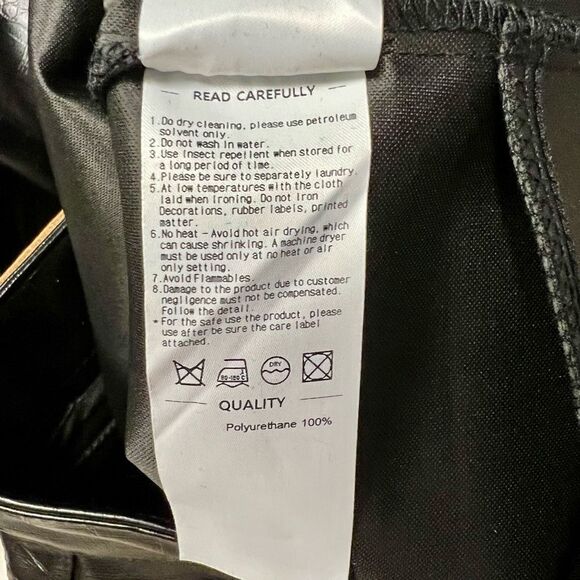 READ CAREFULLY
1.Do dry cleaning, please use petroleum
solvent only.
2.Do not wash in water.
3.Use Insect repellent when stored for
a long period of time.
4.Please be sure to separately laundry.
5.At low temperatures with the cloth
laid when Ironing. Do not Iron
Decorations, rubber labels, printed
matter.
6.No heat - Avoid hot air drying, which
can cause shrinking. A machine dryer
must be used only at no heat or air
only setting.
7.Avoid Flammables.
8.Damage to the product due to customer
negligence must not be compensated.
Follow the detail.
* For the safe use the product, please
use after be sure the care label
attached.
DRY
QUALITY
Polyurethane 100%